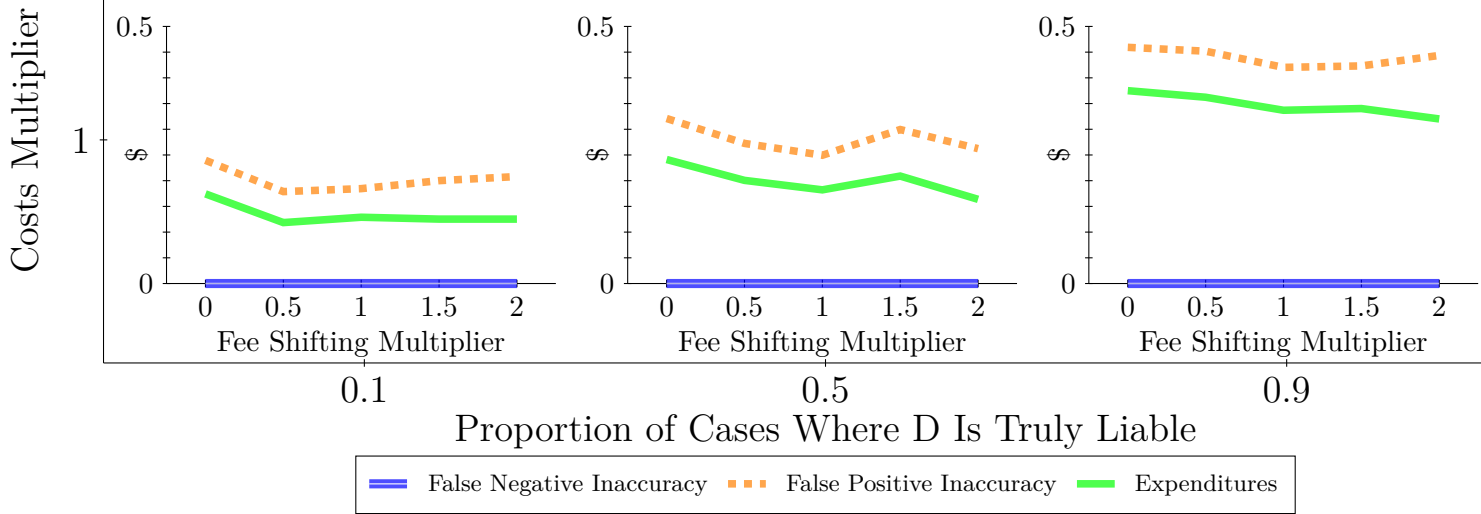 Costs Multiplier
1
0.5
$
0
0 0.5 1 1.5 2
Fee Shifting Multiplier
0.5
$
0
0 0.5 1 1.5 2
Fee Shifting Multiplier
0.5
$
0
0 0.5 1 1.5 2
Fee Shifting Multiplier
0.1 0.5 0.9
Proportion of Cases Where D Is Truly Liable
False Negative Inaccuracy False Positive Inaccuracy Expenditures